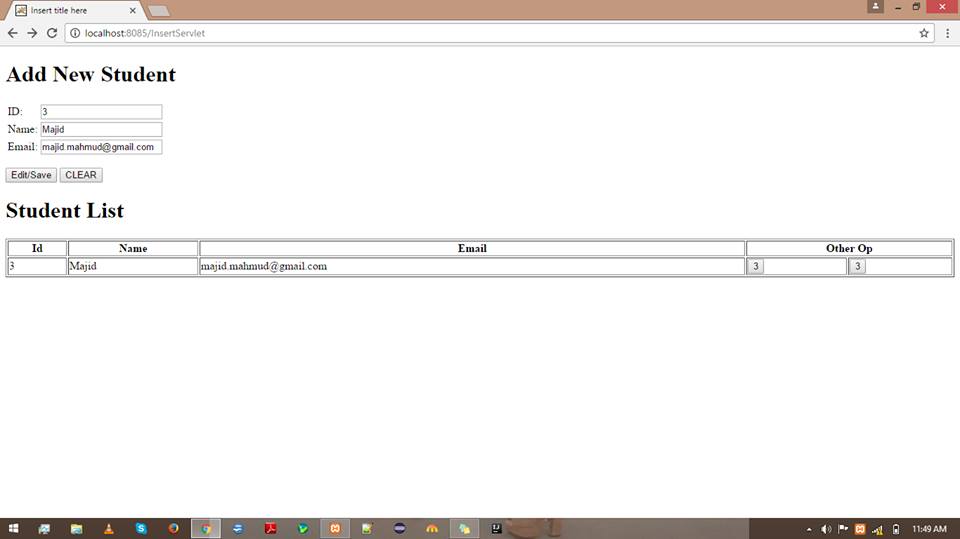 Insert title here
localhost:8085/InsertServlet
Add New Student
ID: 3
Name: Majid
Email: majid.mahmud@gmail.com
Edit/Save CLEAR
Student List
Id Name Email Other Op
3 Majid majid.mahmud@gmail.com 3 3
11:49 AM